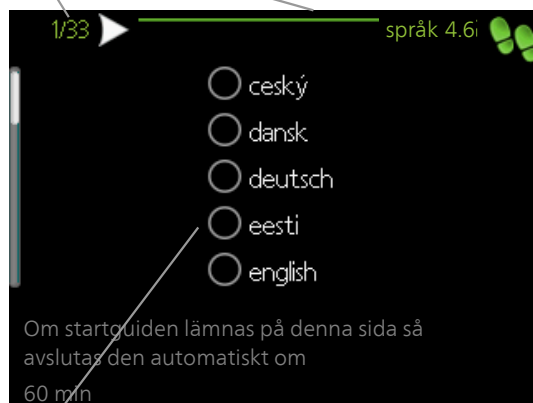 1/33
språk 4.6
ceský
dansk
deutsch
eesti
english
Om startguiden lämnas på denna sida så
avslutas den automatiskt om
60 min